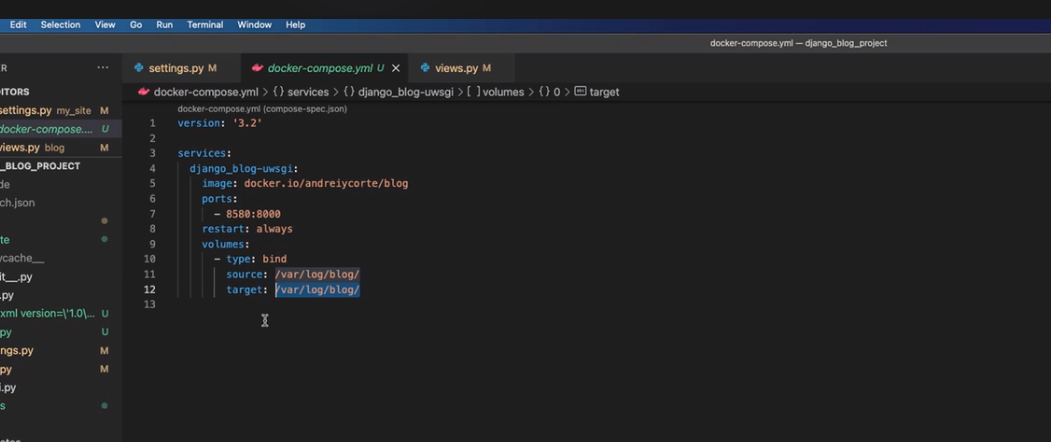 Edit Selection View Go Run Terminal Window Help
docker-compose.yml — django_blog_project
R ··· settings.py M docker-compose.yml U × views.py M
DITORS docker-compose.yml > {} services > {} django_blog-uwsgi > [ ] volumes > {} 0 > target
settings.py my_site M
docker-compose.... U
views.py blog M
_BLOG_PROJECT
de
ch.json
te
ycache__
it__.py
.py
xml version=\'1.0\... U
py U
ngs.py M
py M
i.py
s
docker-compose.yml (compose-spec.json)
1 version: '3.2'
2
3 services:
4 django_blog-uwsgi:
5 image: docker.io/andreiycorte/blog
6 ports:
7 - 8580:8000
8 restart: always
9 volumes:
10 - type: bind
11 source: /var/log/blog/
12 target: /var/log/blog/
13